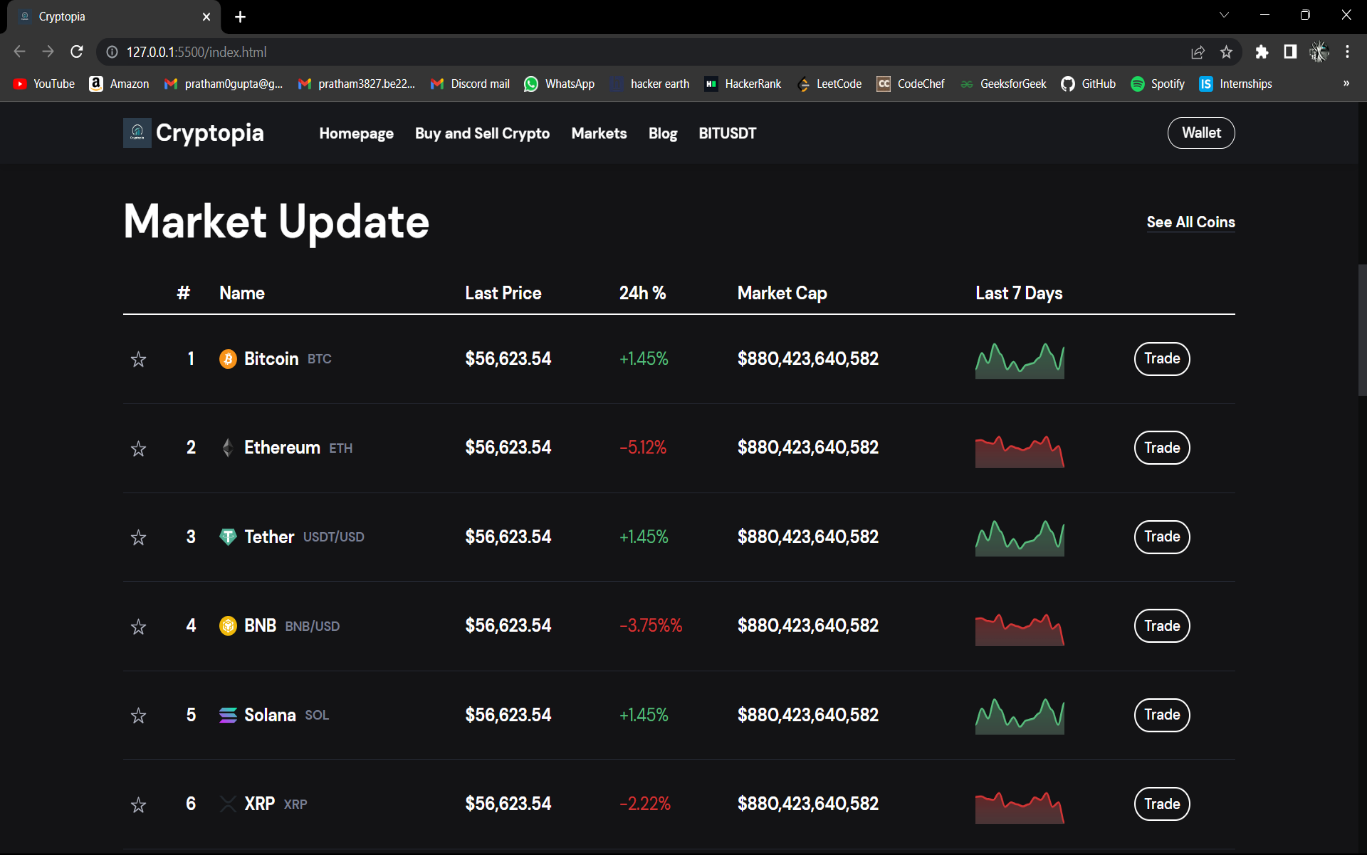 Cryptopia
127.0.0.1:5500/index.html
YouTube Amazon pratham0gupta@g... pratham3827.be22... Discord mail WhatsApp hacker earth HackerRank LeetCode CodeChef GeeksforGeek GitHub Spotify Internships »
Cryptopia Homepage Buy and Sell Crypto Markets Blog BITUSDT Wallet
Market Update See All Coins
# Name Last Price 24h % Market Cap Last 7 Days
1 Bitcoin BTC $56,623.54 +1.45% $880,423,640,582 Trade
2 Ethereum ETH $56,623.54 -5.12% $880,423,640,582 Trade
3 Tether USDT/USD $56,623.54 +1.45% $880,423,640,582 Trade
4 BNB BNB/USD $56,623.54 -3.75%% $880,423,640,582 Trade
5 Solana SOL $56,623.54 +1.45% $880,423,640,582 Trade
6 XRP XRP $56,623.54 -2.22% $880,423,640,582 Trade